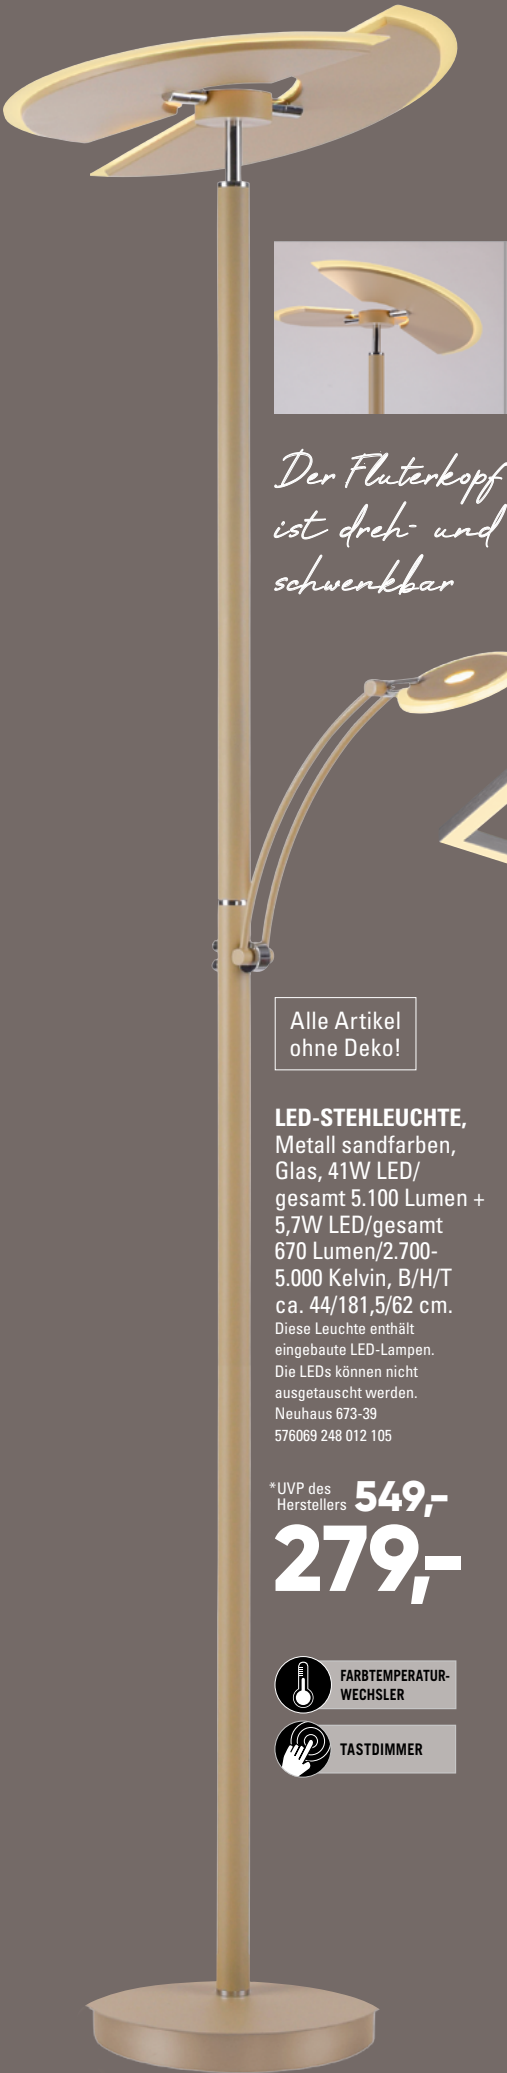 Der Fluterkopf
ist dreh- und
schwenkbar
Alle Artikel
ohne Deko!
LED-STEHLEUCHTE,
Metall sandfarben,
Glas, 41W LED/
gesamt 5.100 Lumen +
5,7W LED/gesamt
670 Lumen/2.700-
5.000 Kelvin, B/H/T
ca. 44/181,5/62 cm.
Diese Leuchte enthält
eingebaute LED-Lampen.
Die LEDs können nicht
ausgetauscht werden.
Neuhaus 673-39
576069 248 012 105
*UVP des
Herstellers 549,-
279,-
FARBTEMPERATUR-
WECHSLER
TASTDIMMER